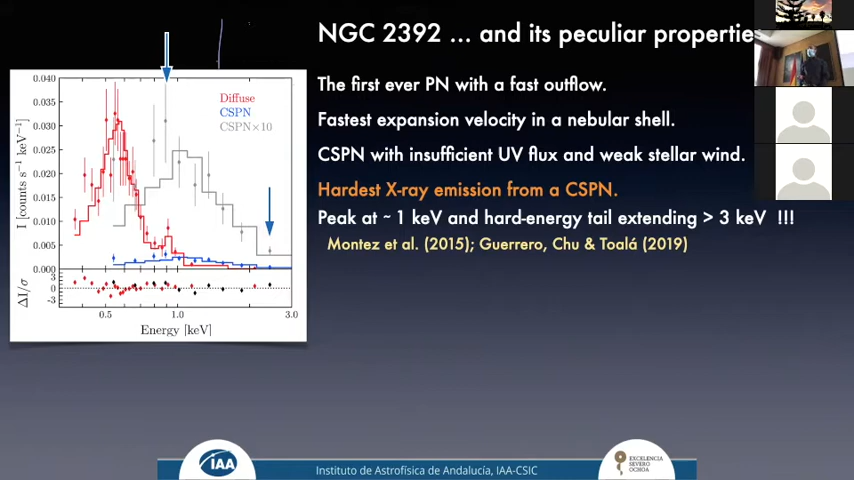 NGC 2392 ... and its peculiar propertie
The first ever PN with a fast outflow.
Fastest expansion velocity in a nebular shell.
CSPN with insufficient UV flux and weak stellar wind.
Hardest X-ray emission from a CSPN.
Peak at ~ 1 keV and hard-energy tail extending > 3 keV !!!
Montez et al. (2015); Guerrero, Chu & Toalá (2019)
Diffuse
CSPN
CSPN×10
I [counts s⁻¹ keV⁻¹]
0.040
0.035
0.030
0.025
0.020
0.015
0.010
0.005
0.000
ΔI/σ
3
0
-3
0.5 1.0 3.0
Energy [keV]
IAA
Instituto de Astrofísica de Andalucía, IAA-CSIC
EXCELENCIA
SEVERO
OCHOA